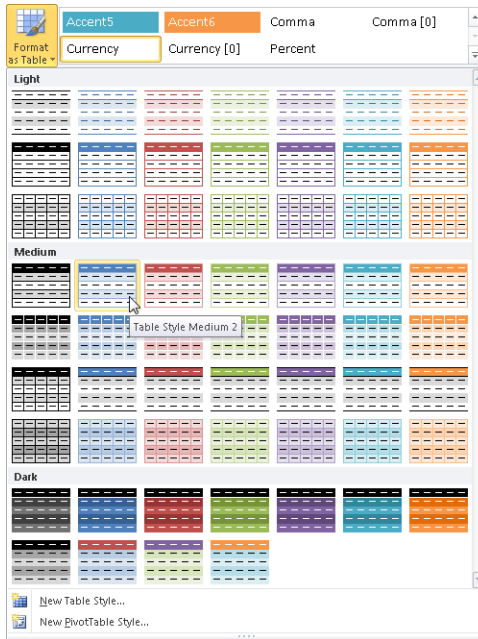 Accent5 Accent6 Comma Comma [0]
Format as Table Currency Currency [0] Percent
Light
Medium
Table Style Medium 2
Dark
New Table Style...
New PivotTable Style...